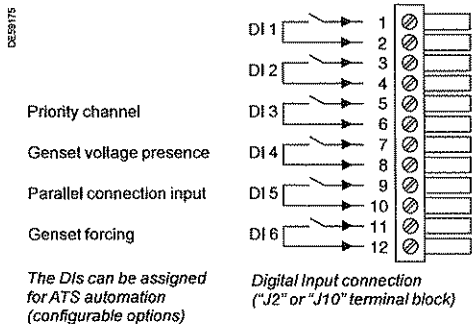 DE59175
DI 1
1
2
DI 2
3
4
Priority channel DI 3
5
6
Genset voltage presence DI 4
7
8
Parallel connection input DI 5
9
10
Genset forcing DI 6
11
12
The DIs can be assigned
for ATS automation
(configurable options)
Digital Input connection
("J2" or "J10" terminal block)